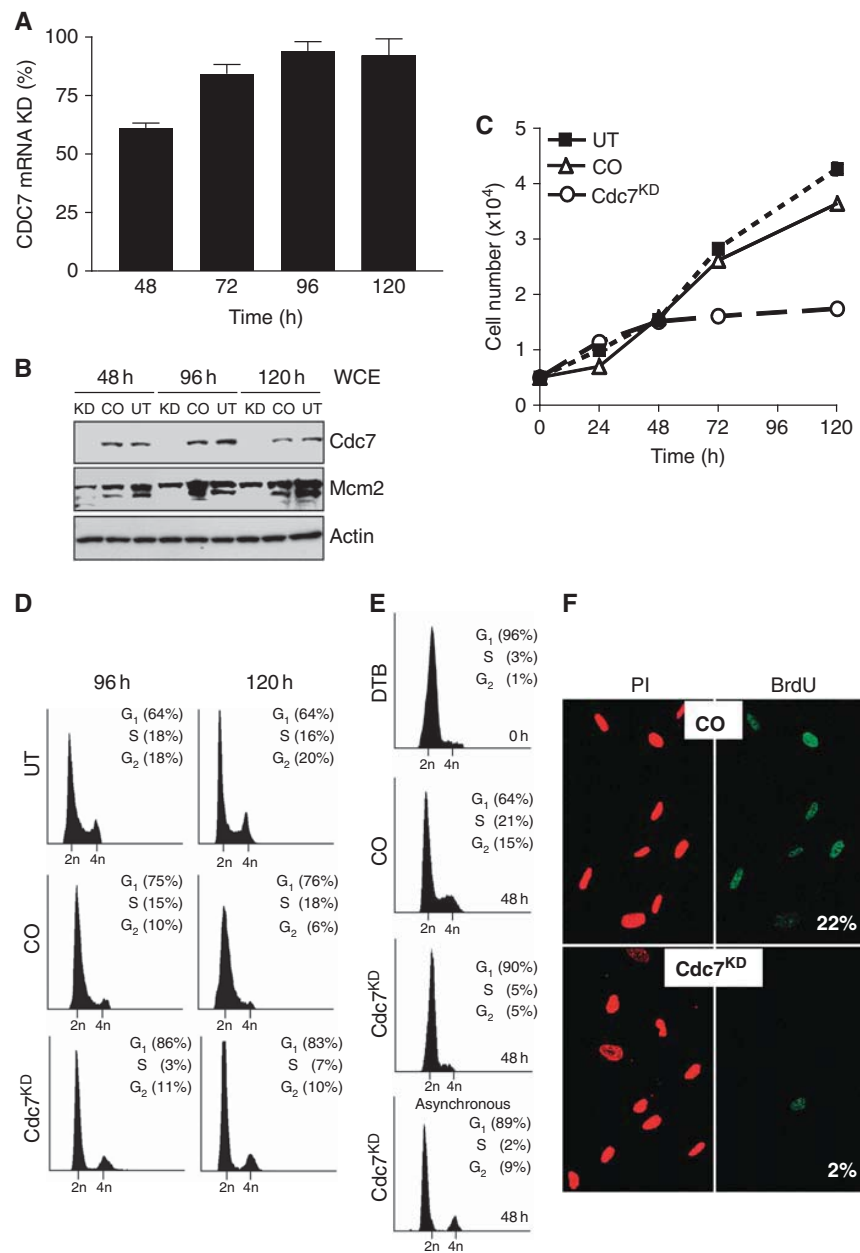 A
100
75
50
25
0
CDC7 mRNA KD (%)
48 72 96 120
Time (h)
B
48 h 96 h 120 h WCE
KD CO UT KD CO UT KD CO UT
Cdc7
Mcm2
Actin
C
5
4
3
2
1
0
Cell number (x10⁴)
UT
CO
Cdc7ᴷᴰ
0 24 48 72 96 120
Time (h)
D
96 h 120 h
UT
G₁ (64%)
S (18%)
G₂ (18%)
2n 4n
G₁ (64%)
S (16%)
G₂ (20%)
2n 4n
CO
G₁ (75%)
S (15%)
G₂ (10%)
2n 4n
G₁ (76%)
S (18%)
G₂ (6%)
2n 4n
Cdc7ᴷᴰ
G₁ (86%)
S (3%)
G₂ (11%)
2n 4n
G₁ (83%)
S (7%)
G₂ (10%)
2n 4n
E
DTB
G₁ (96%)
S (3%)
G₂ (1%)
0 h
2n 4n
CO
G₁ (64%)
S (21%)
G₂ (15%)
48 h
2n 4n
Cdc7ᴷᴰ
G₁ (90%)
S (5%)
G₂ (5%)
48 h
2n 4n
Asynchronous
Cdc7ᴷᴰ
G₁ (89%)
S (2%)
G₂ (9%)
48 h
2n 4n
F
PI BrdU
CO
22%
Cdc7ᴷᴰ
2%